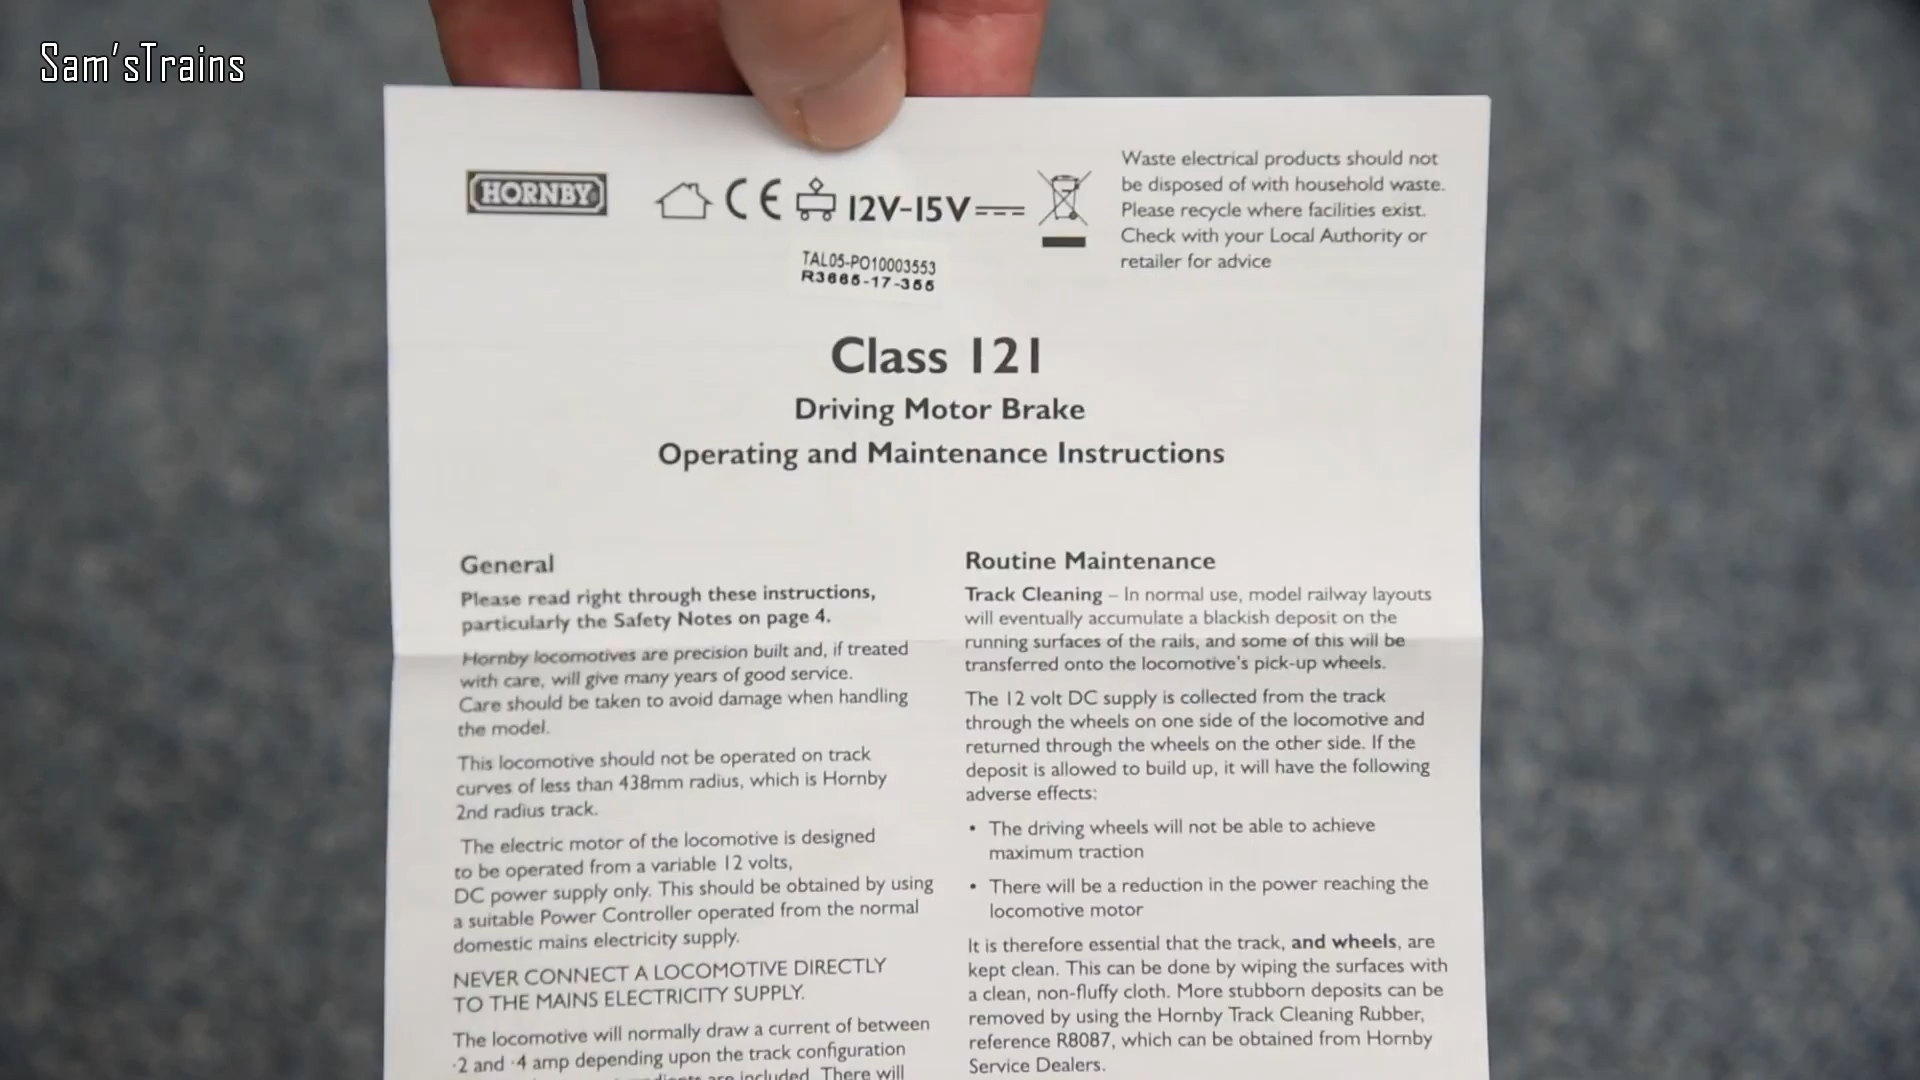 Sam'sTrains
HORNBY
CE 12V-15V
Waste electrical products should not
be disposed of with household waste.
Please recycle where facilities exist.
Check with your Local Authority or
retailer for advice
TAL05-PO10003553
R3665-17-355
Class 121
Driving Motor Brake
Operating and Maintenance Instructions
General
Please read right through these instructions,
particularly the Safety Notes on page 4.
Hornby locomotives are precision built and, if treated
with care, will give many years of good service.
Care should be taken to avoid damage when handling
the model.
This locomotive should not be operated on track
curves of less than 438mm radius, which is Hornby
2nd radius track.
The electric motor of the locomotive is designed
to be operated from a variable 12 volts,
DC power supply only. This should be obtained by using
a suitable Power Controller operated from the normal
domestic mains electricity supply.
NEVER CONNECT A LOCOMOTIVE DIRECTLY
TO THE MAINS ELECTRICITY SUPPLY.
The locomotive will normally draw a current of between
·2 and ·4 amp depending upon the track configuration
are included. There will
Routine Maintenance
Track Cleaning – In normal use, model railway layouts
will eventually accumulate a blackish deposit on the
running surfaces of the rails, and some of this will be
transferred onto the locomotive's pick-up wheels.
The 12 volt DC supply is collected from the track
through the wheels on one side of the locomotive and
returned through the wheels on the other side. If the
deposit is allowed to build up, it will have the following
adverse effects:
• The driving wheels will not be able to achieve
maximum traction
• There will be a reduction in the power reaching the
locomotive motor
It is therefore essential that the track, and wheels, are
kept clean. This can be done by wiping the surfaces with
a clean, non-fluffy cloth. More stubborn deposits can be
removed by using the Hornby Track Cleaning Rubber,
reference R8087, which can be obtained from Hornby
Service Dealers.